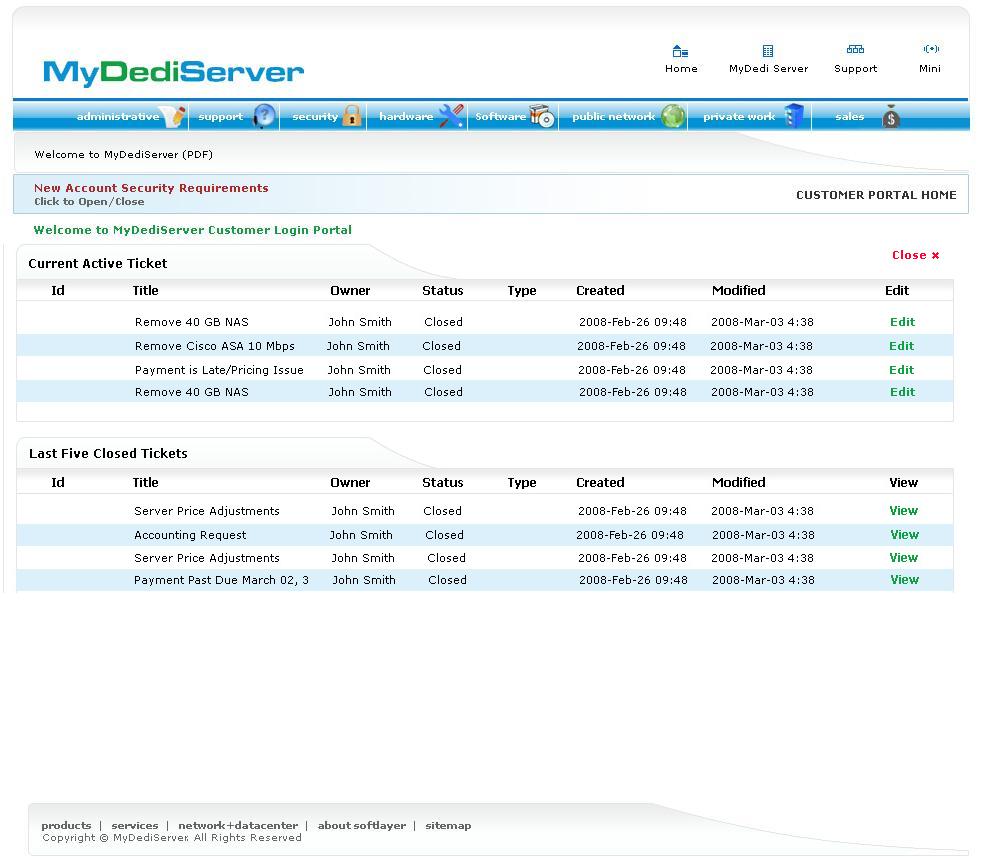 MyDediServer
Home MyDedi Server Support Mini
administrative support security hardware Software public network private work sales
Welcome to MyDediServer (PDF)
New Account Security Requirements
Click to Open/Close
CUSTOMER PORTAL HOME
Welcome to MyDediServer Customer Login Portal
Close ×
Current Active Ticket
Id Title Owner Status Type Created Modified Edit
Remove 40 GB NAS John Smith Closed 2008-Feb-26 09:48 2008-Mar-03 4:38 Edit
Remove Cisco ASA 10 Mbps John Smith Closed 2008-Feb-26 09:48 2008-Mar-03 4:38 Edit
Payment is Late/Pricing Issue John Smith Closed 2008-Feb-26 09:48 2008-Mar-03 4:38 Edit
Remove 40 GB NAS John Smith Closed 2008-Feb-26 09:48 2008-Mar-03 4:38 Edit
Last Five Closed Tickets
Id Title Owner Status Type Created Modified View
Server Price Adjustments John Smith Closed 2008-Feb-26 09:48 2008-Mar-03 4:38 View
Accounting Request John Smith Closed 2008-Feb-26 09:48 2008-Mar-03 4:38 View
Server Price Adjustments John Smith Closed 2008-Feb-26 09:48 2008-Mar-03 4:38 View
Payment Past Due March 02, 3 John Smith Closed 2008-Feb-26 09:48 2008-Mar-03 4:38 View
products | services | network+datacenter | about softlayer | sitemap
Copyright © MyDediServer. All Rights Reserved